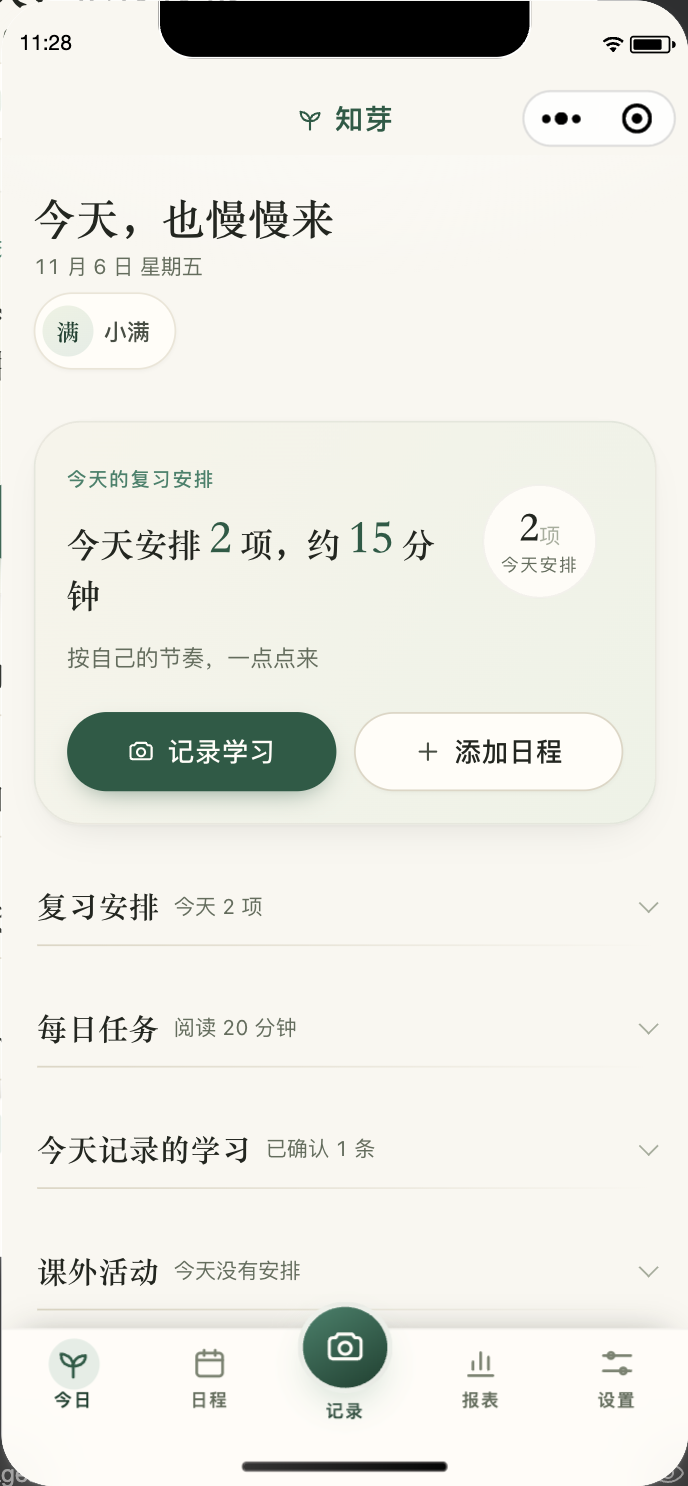 11:28
知芽
今天，也慢慢来
11 月 6 日 星期五
满 小满
今天的复习安排
今天安排 2 项，约 15 分
钟
2项
今天安排
按自己的节奏，一点点来
记录学习
添加日程
复习安排 今天 2 项
每日任务 阅读 20 分钟
今天记录的学习 已确认 1 条
课外活动 今天没有安排
今日
日程
记录
报表
设置